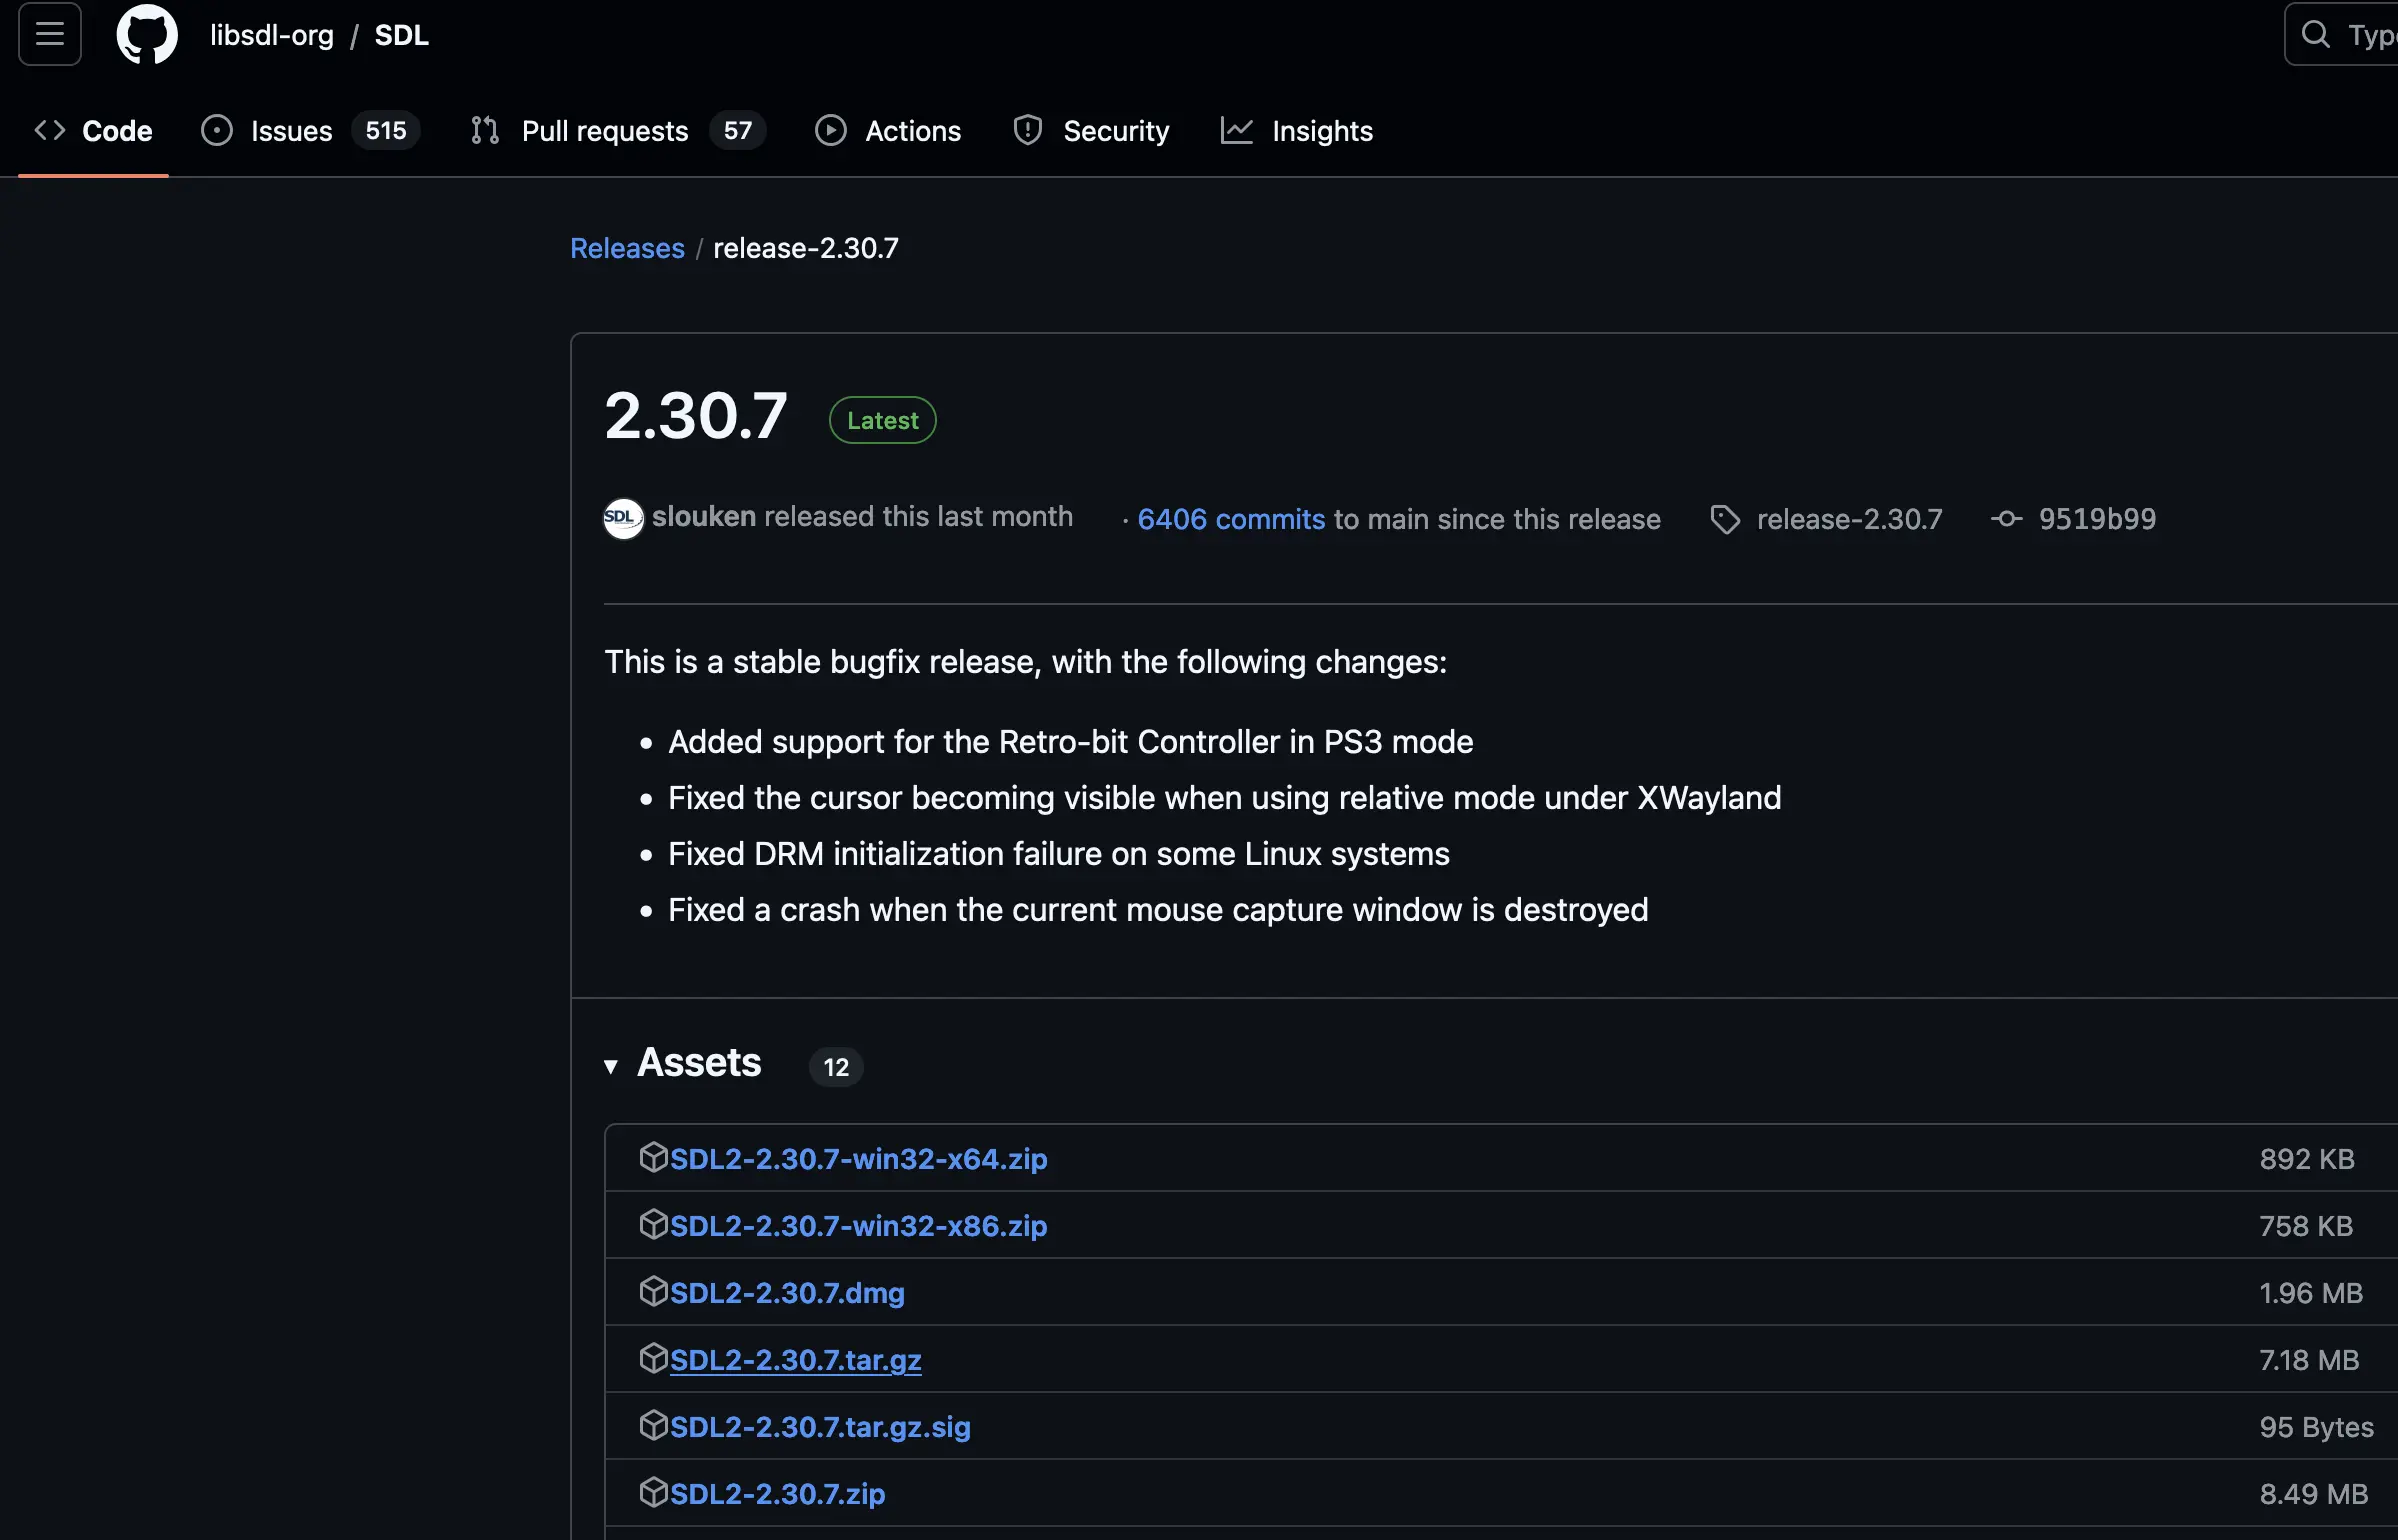 libsdl-org / SDL
Type
Code Issues 515 Pull requests 57 Actions Security Insights
Releases / release-2.30.7
2.30.7 Latest
SDL slouken released this last month · 6406 commits to main since this release release-2.30.7 9519b99
This is a stable bugfix release, with the following changes:
• Added support for the Retro-bit Controller in PS3 mode
• Fixed the cursor becoming visible when using relative mode under XWayland
• Fixed DRM initialization failure on some Linux systems
• Fixed a crash when the current mouse capture window is destroyed
Assets 12
SDL2-2.30.7-win32-x64.zip 892 KB
SDL2-2.30.7-win32-x86.zip 758 KB
SDL2-2.30.7.dmg 1.96 MB
SDL2-2.30.7.tar.gz 7.18 MB
SDL2-2.30.7.tar.gz.sig 95 Bytes
SDL2-2.30.7.zip 8.49 MB